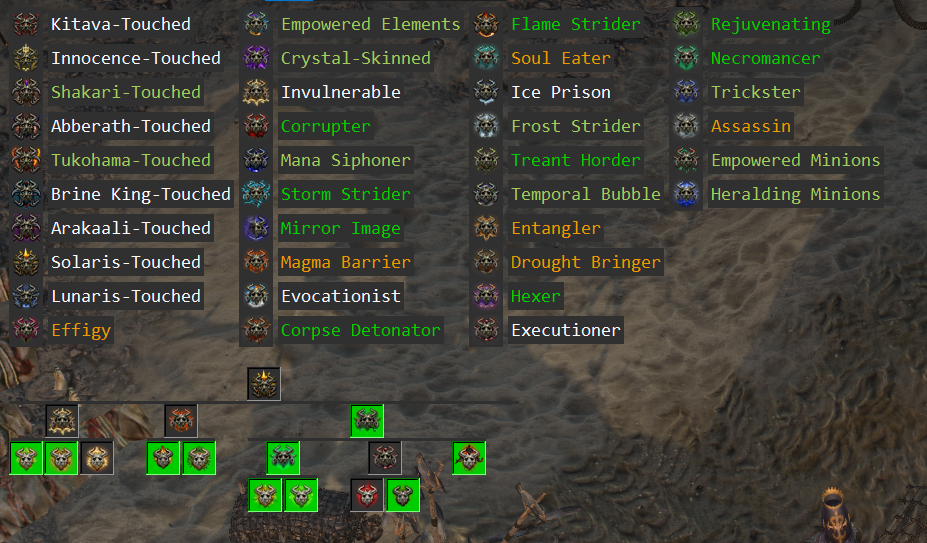 Kitava-Touched
Innocence-Touched
Shakari-Touched
Abberath-Touched
Tukohama-Touched
Brine King-Touched
Arakaali-Touched
Solaris-Touched
Lunaris-Touched
Effigy
Empowered Elements
Crystal-Skinned
Invulnerable
Corrupter
Mana Siphoner
Storm Strider
Mirror Image
Magma Barrier
Evocationist
Corpse Detonator
Flame Strider
Soul Eater
Ice Prison
Frost Strider
Treant Horder
Temporal Bubble
Entangler
Drought Bringer
Hexer
Executioner
Rejuvenating
Necromancer
Trickster
Assassin
Empowered Minions
Heralding Minions